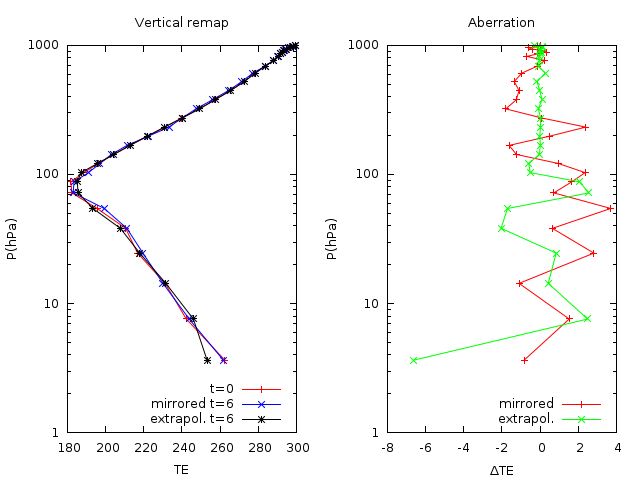 Vertical remap
1000
100
10
1
P(hPa)
t=0
mirrored t=6
extrapol. t=6
180 200 220 240 260 280 300
TE
Aberration
1000
100
10
1
P(hPa)
mirrored
extrapol.
-8 -6 -4 -2 0 2 4
ΔTE